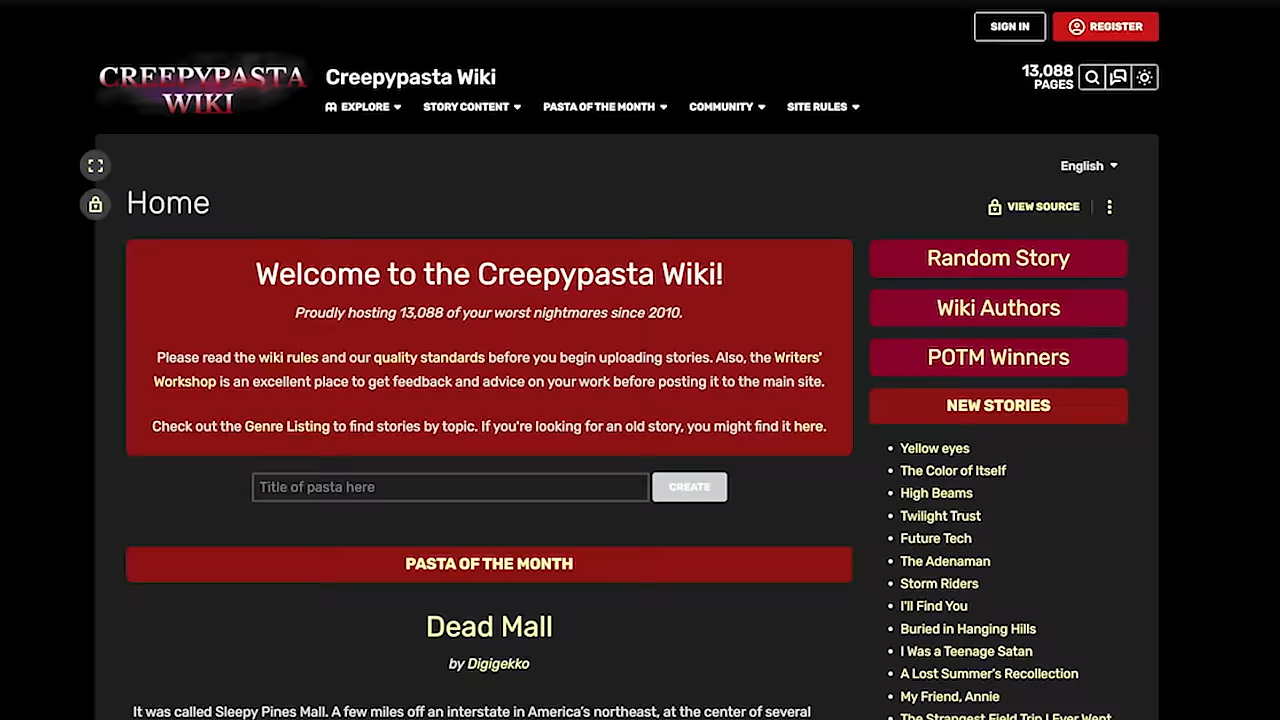 SIGN IN
REGISTER
CREEPYPASTA
WIKI
Creepypasta Wiki
13,088
PAGES
EXPLORE
STORY CONTENT
PASTA OF THE MONTH
COMMUNITY
SITE RULES
English
Home
VIEW SOURCE
Welcome to the Creepypasta Wiki!
Proudly hosting 13,088 of your worst nightmares since 2010.
Please read the wiki rules and our quality standards before you begin uploading stories. Also, the Writers'
Workshop is an excellent place to get feedback and advice on your work before posting it to the main site.
Check out the Genre Listing to find stories by topic. If you're looking for an old story, you might find it here.
Title of pasta here
CREATE
PASTA OF THE MONTH
Dead Mall
by Digigekko
It was called Sleepy Pines Mall. A few miles off an interstate in America's northeast, at the center of several
Random Story
Wiki Authors
POTM Winners
NEW STORIES
Yellow eyes
The Color of Itself
High Beams
Twilight Trust
Future Tech
The Adenaman
Storm Riders
I'll Find You
Buried in Hanging Hills
I Was a Teenage Satan
A Lost Summer's Recollection
My Friend, Annie
The Strangest Field Trip I Ever Went